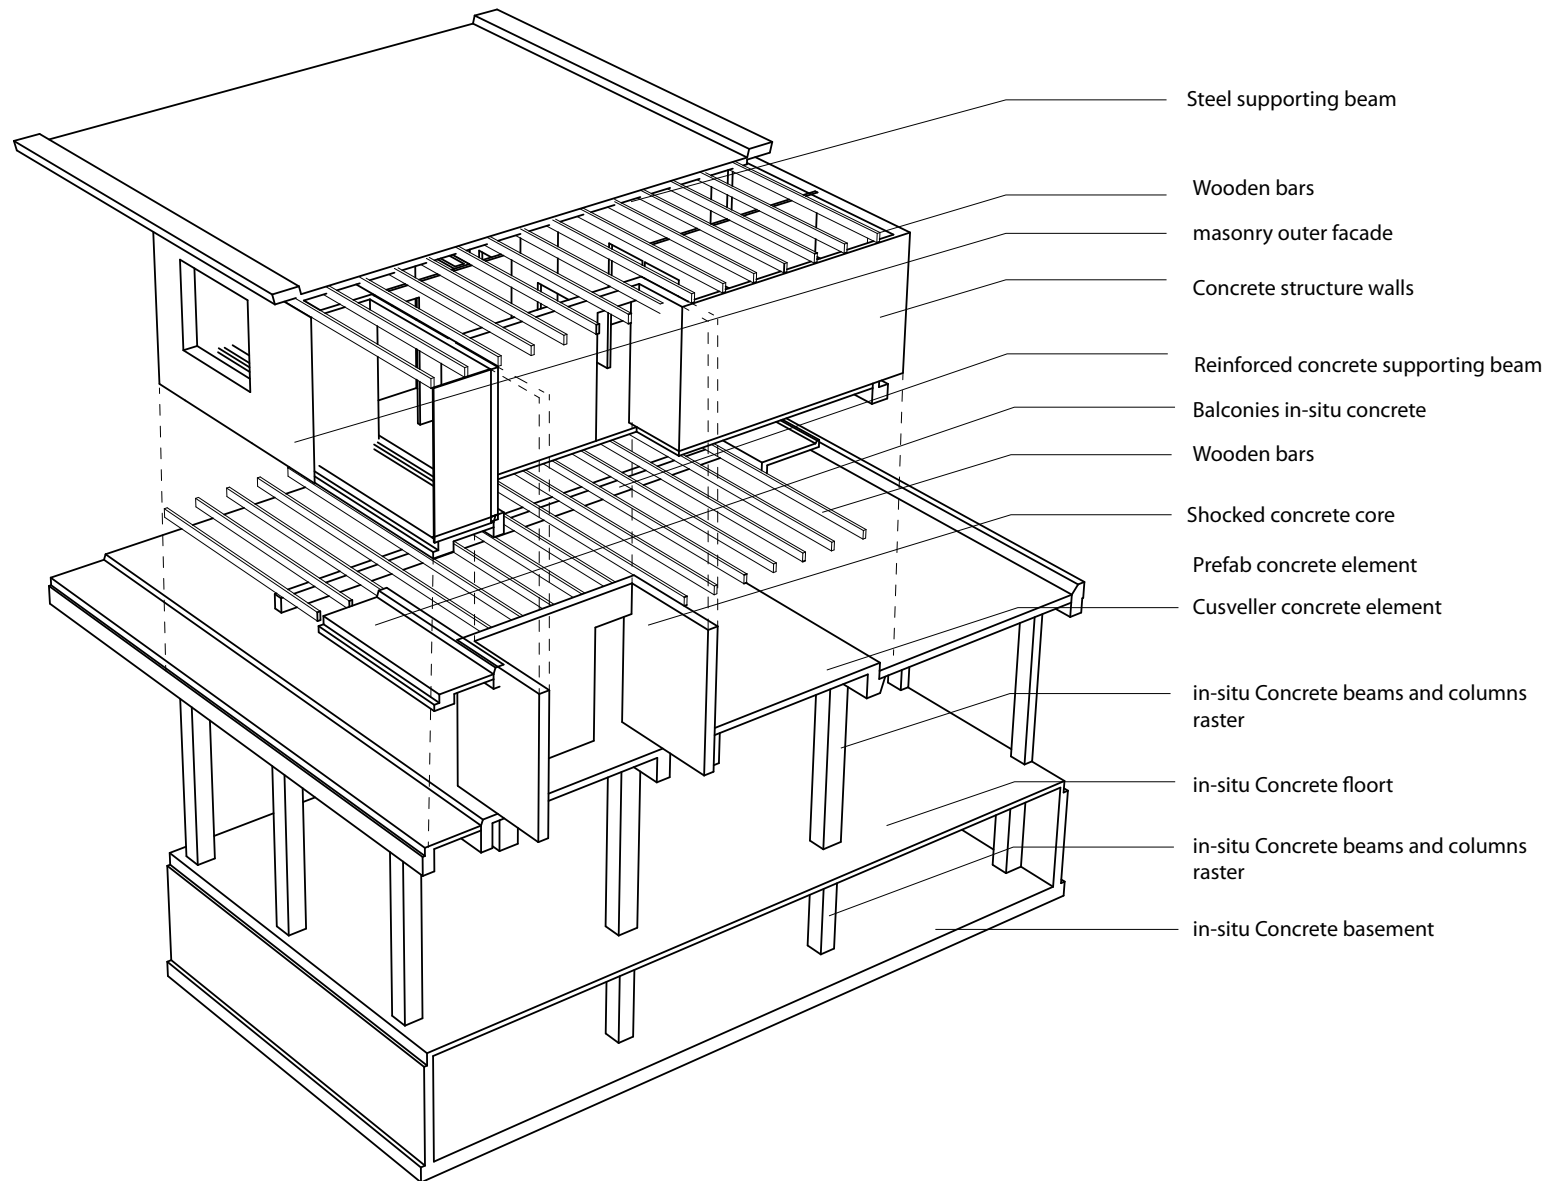 Steel supporting beam
Wooden bars
masonry outer facade
Concrete structure walls
Reinforced concrete supporting beam
Balconies in-situ concrete
Wooden bars
Shocked concrete core
Prefab concrete element
Cusveller concrete element
in-situ Concrete beams and columns
raster
in-situ Concrete floort
in-situ Concrete beams and columns
raster
in-situ Concrete basement